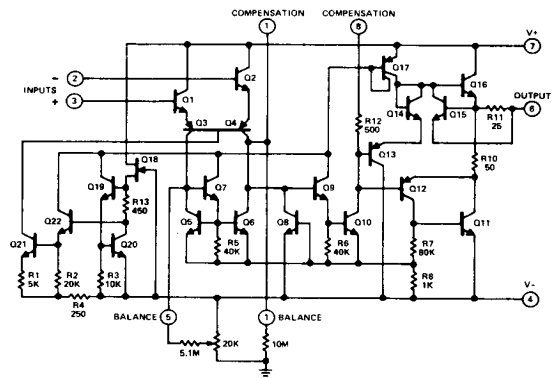 COMPENSATION COMPENSATION
1 8
7 V+
Q17
− 2 Q2 Q16
INPUTS Q1 OUTPUT
+ 3 Q14 Q15 6
R11
25
Q3 Q4 R12
500
Q18 Q13 R10
50
Q19 Q7 Q9 Q12
R13
450
Q22 Q5 Q6 Q8 Q10 Q11
Q21 Q20 R5
40K
R6
40K
R7
80K
R1
5K
R2
20K
R3
10K
R8
1K
R4
250
V−
4
BALANCE 5 1 BALANCE
20K
5.1M 10M